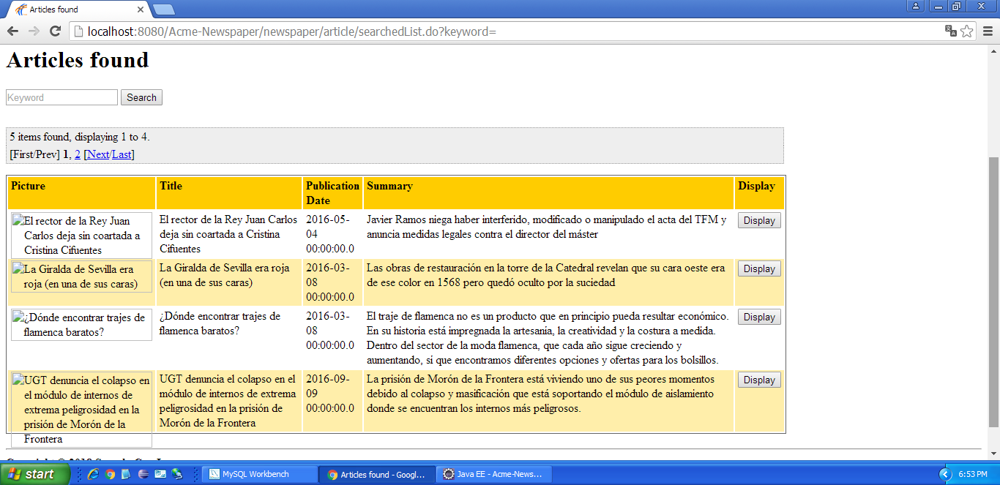 Articles found
localhost:8080/Acme-Newspaper/newspaper/article/searchedList.do?keyword=
Articles found
Keyword
Search
5 items found, displaying 1 to 4.
[First/Prev] 1, 2 [Next/Last]
Picture Title Publication Summary Display
Date
El rector de la Rey Juan
Carlos deja sin coartada a
Cristina Cifuentes
El rector de la Rey Juan Carlos
deja sin coartada a Cristina
Cifuentes
2016-05-
04
00:00:00.0
Javier Ramos niega haber interferido, modificado o manipulado el acta del TFM y
anuncia medidas legales contra el director del máster
Display
La Giralda de Sevilla era
roja (en una de sus caras)
La Giralda de Sevilla era roja
(en una de sus caras)
2016-03-
08
00:00:00.0
Las obras de restauración en la torre de la Catedral revelan que su cara oeste era
de ese color en 1568 pero quedó oculto por la suciedad
Display
¿Dónde encontrar trajes de
flamenca baratos?
¿Dónde encontrar trajes de
flamenca baratos?
2016-03-
08
00:00:00.0
El traje de flamenca no es un producto que en principio pueda resultar económico.
En su historia está impregnada la artesanía, la creatividad y la costura a medida.
Dentro del sector de la moda flamenca, que cada año sigue creciendo y
aumentando, si que encontramos diferentes opciones y ofertas para los bolsillos.
Display
UGT denuncia el colapso en
el módulo de internos de
extrema peligrosidad en la
prisión de Morón de la
Frontera
UGT denuncia el colapso en el
módulo de internos de extrema
peligrosidad en la prisión de
Morón de la Frontera
2016-09-
09
00:00:00.0
La prisión de Morón de la Frontera está viviendo uno de sus peores momentos
debido al colapso y masificación que está soportando el módulo de aislamiento
donde se encuentran los internos más peligrosos.
Display
start
MySQL Workbench
Articles found - Googl...
Java EE - Acme-News...
6:53 PM